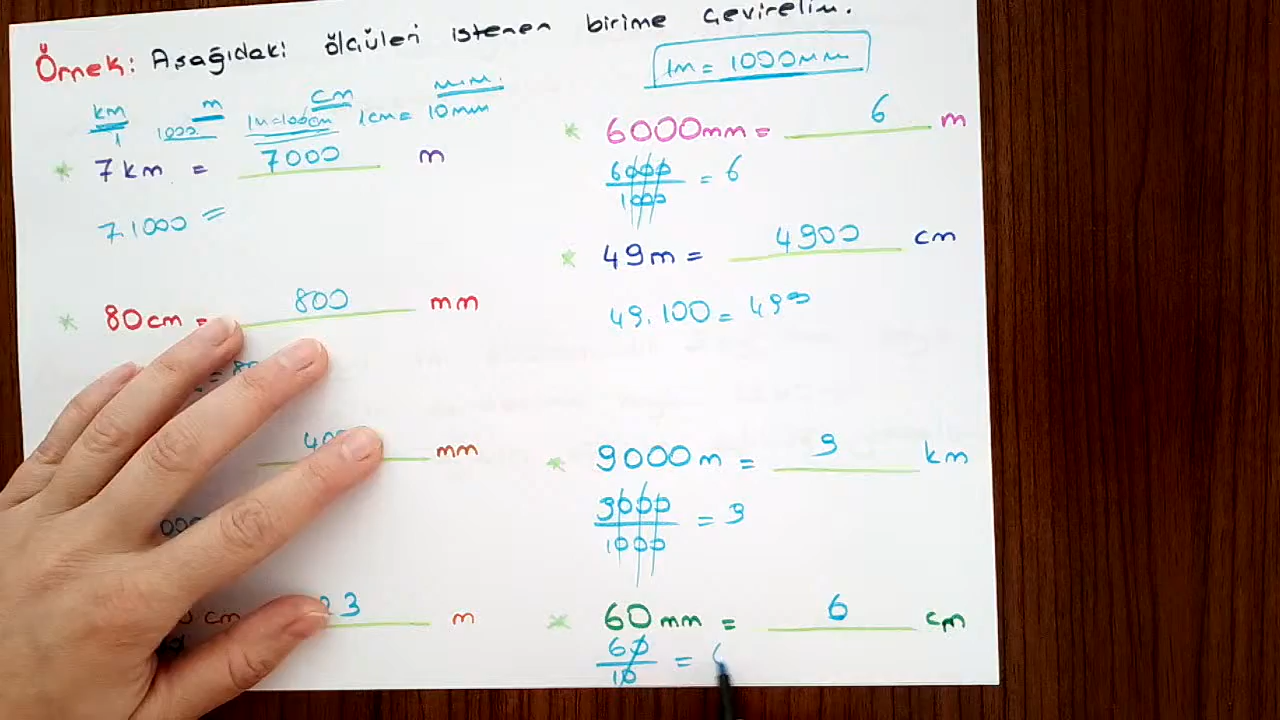 Örnek: Aşağıdaki ölçüleri istenen birime çevirelim.
km m cm mm
1 1000 1m=100cm 1cm= 10mm
1m = 1000mm
* 7km = 7000 m
7.1000 =
* 80cm = 800 mm
mm
cm 23 m
* 6000mm = 6 m
6000/1000 = 6
* 49m = 4900 cm
49.100 =
* 9000m = 9 km
9000/1000 = 9
* 60mm = 6 cm
60/10 =